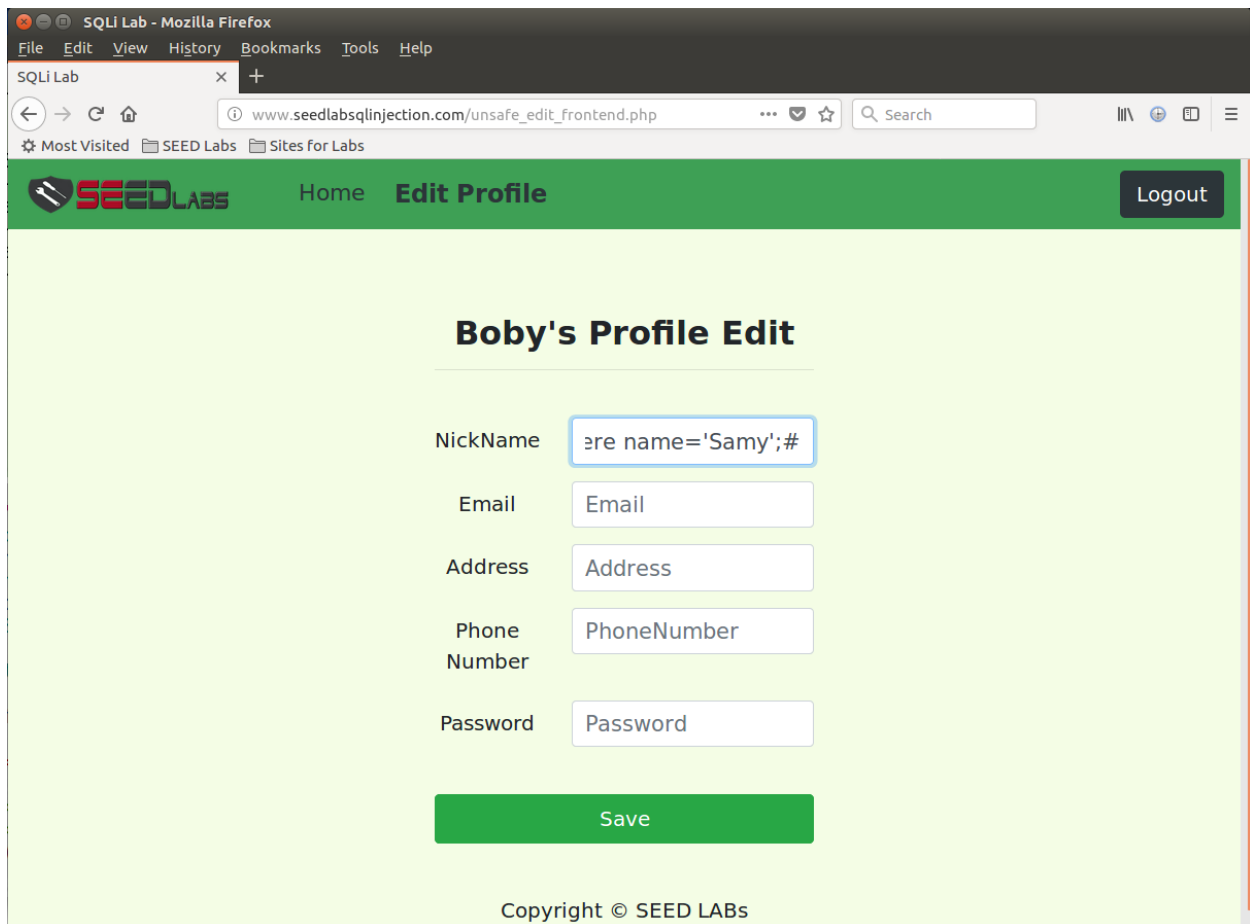 SQLi Lab - Mozilla Firefox
File Edit View History Bookmarks Tools Help
SQLi Lab
www.seedlabsqlinjection.com/unsafe_edit_frontend.php
Search
Most Visited SEED Labs Sites for Labs
SEEDLABS Home Edit Profile Logout
Boby's Profile Edit
NickName ere name='Samy';#
Email Email
Address Address
Phone PhoneNumber
Number
Password Password
Save
Copyright © SEED LABs